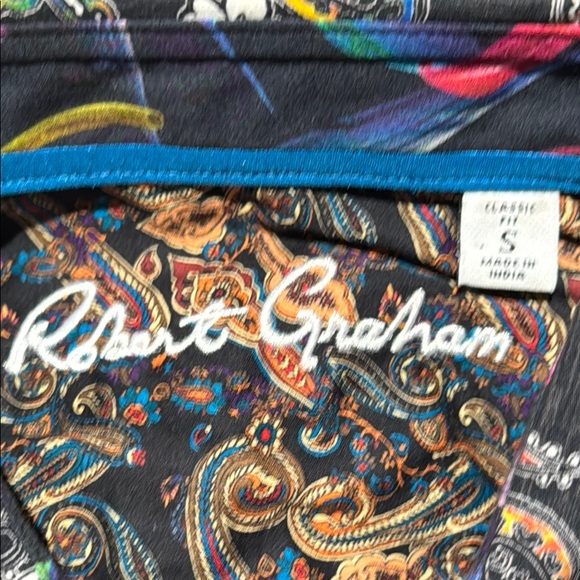 CLASSIC
FIT
S
MADE IN
INDIA
Robert Graham